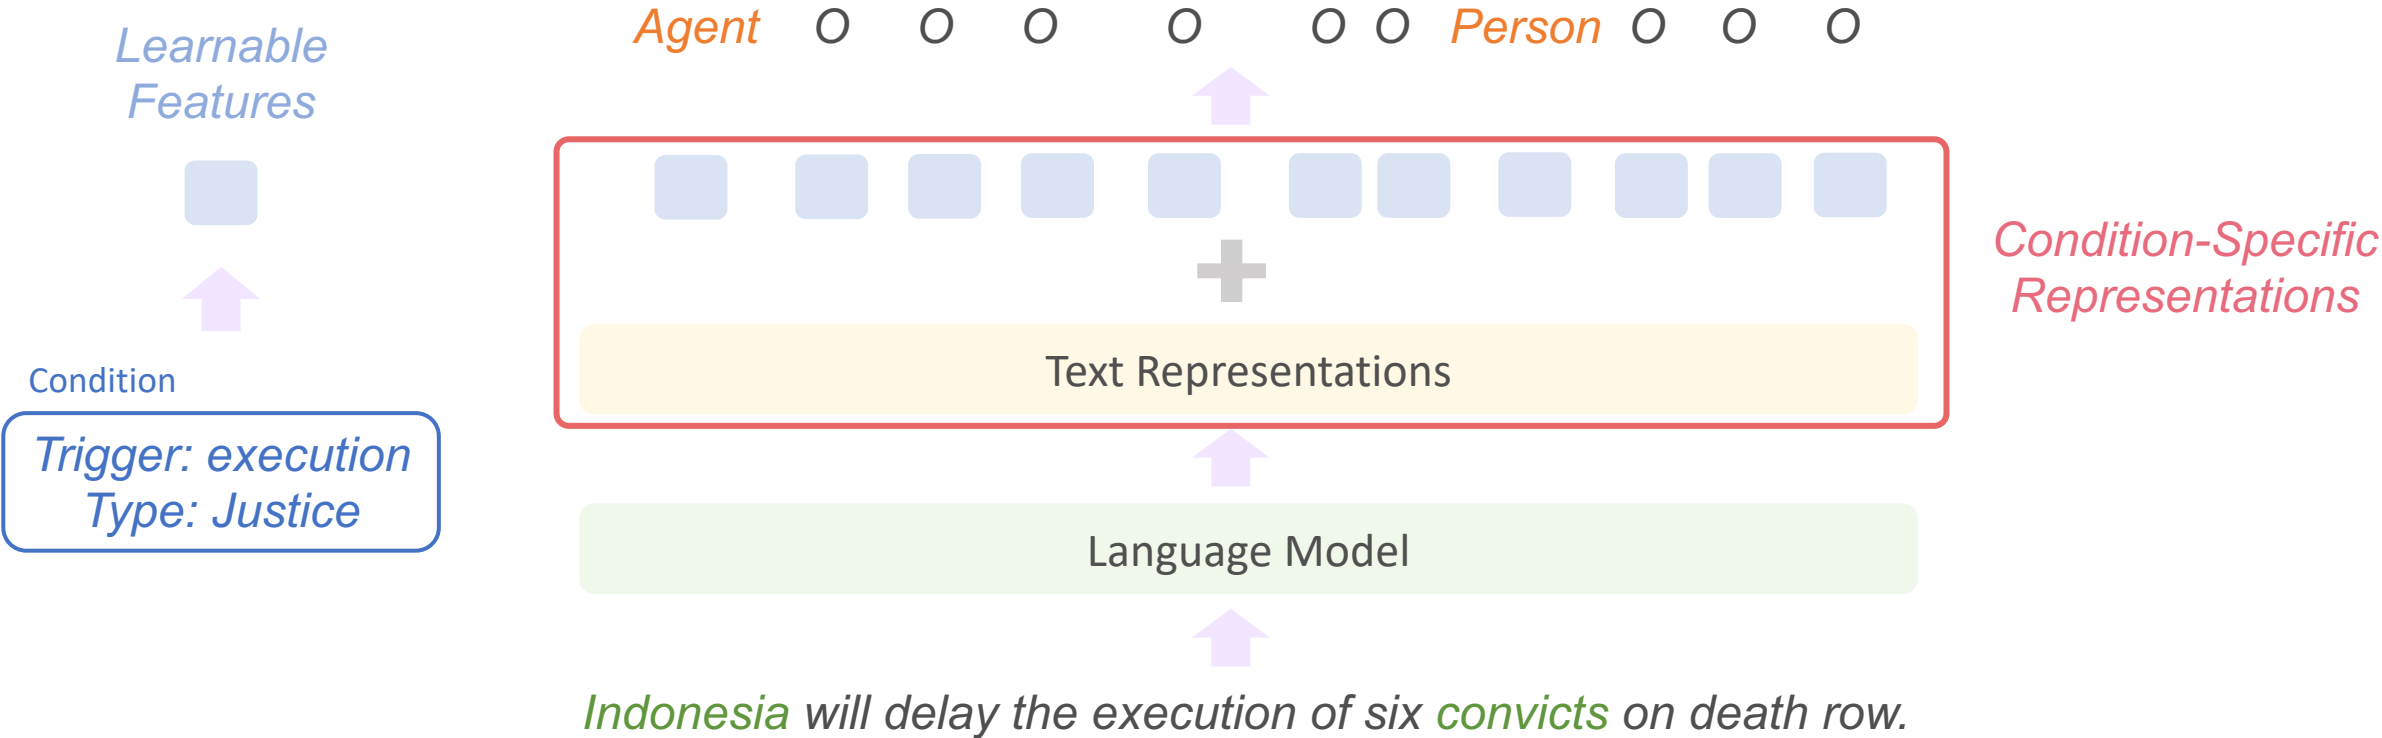 Learnable
Features
Condition
Trigger: execution
Type: Justice
Agent O O O O O O Person O O O
Text Representations
Language Model
Indonesia will delay the execution of six convicts on death row.
Condition-Specific
Representations